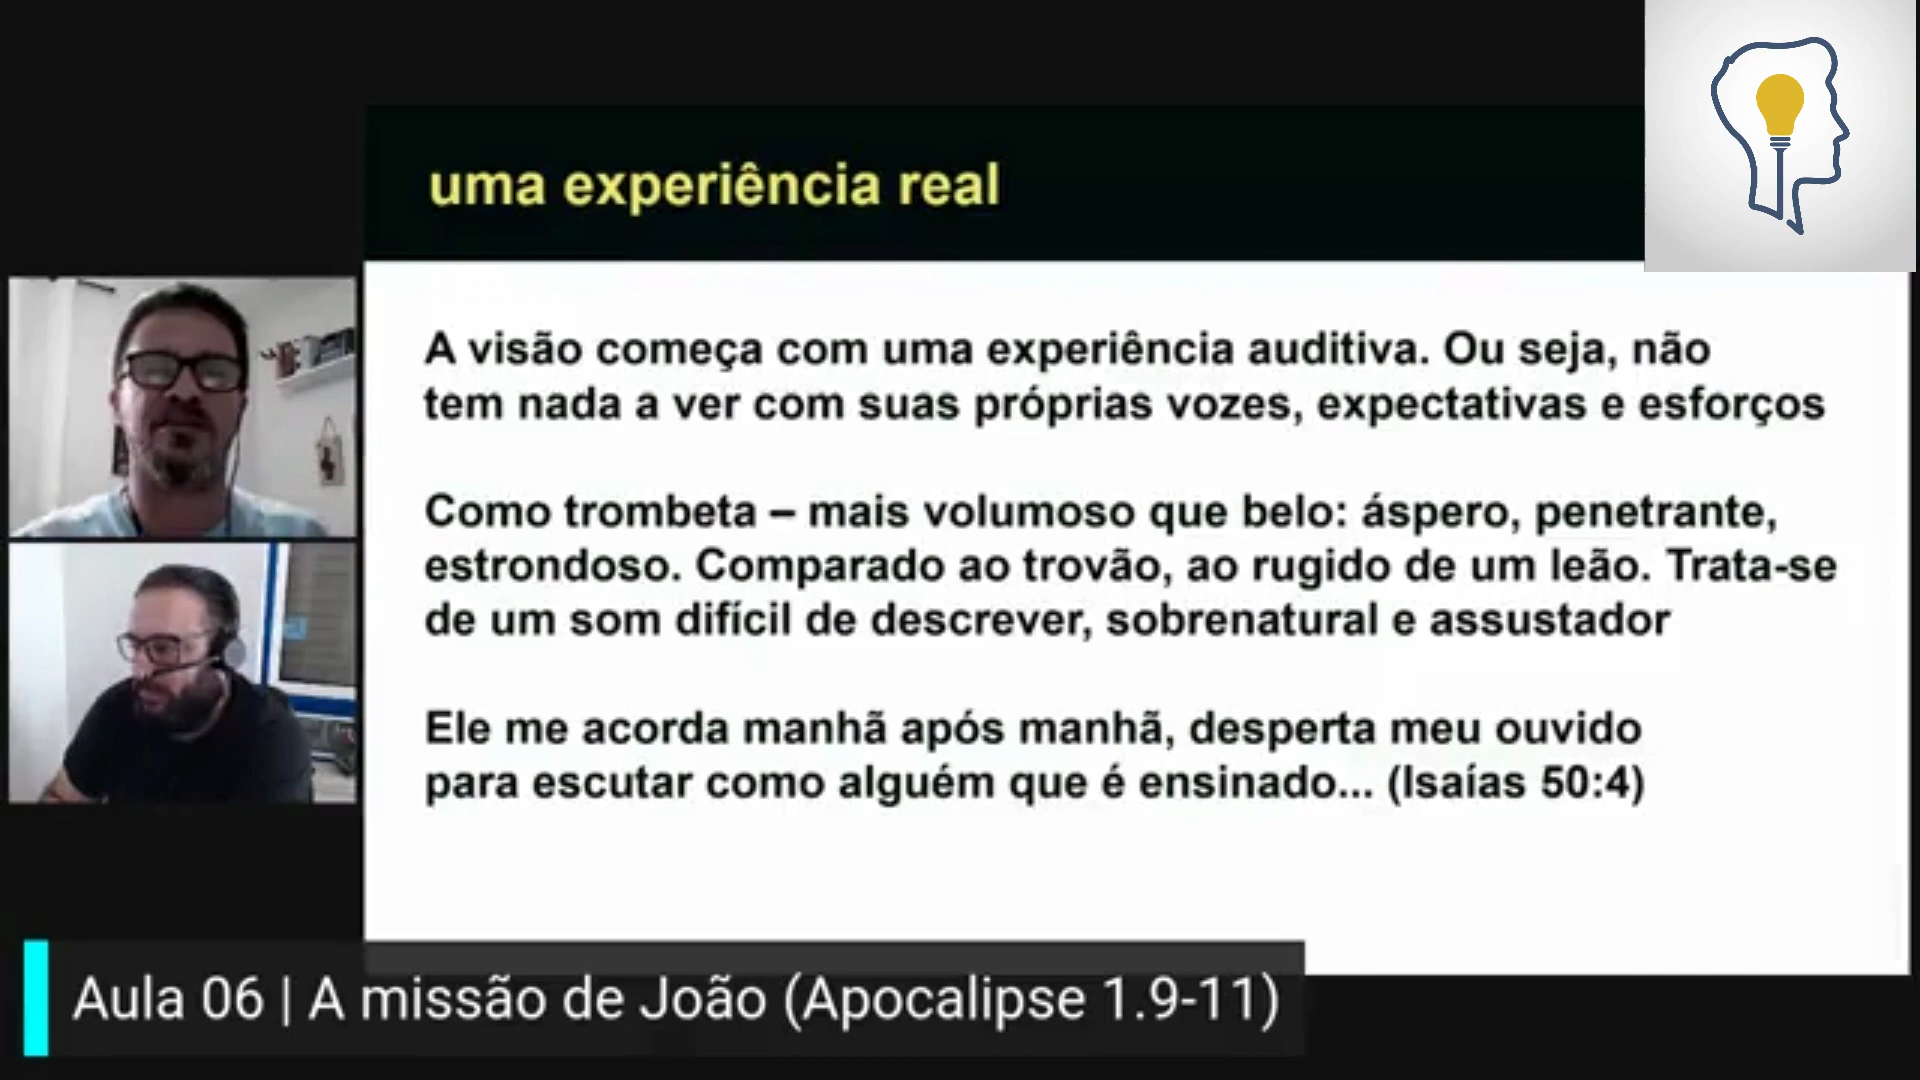 uma experiência real
A visão começa com uma experiência auditiva. Ou seja, não
tem nada a ver com suas próprias vozes, expectativas e esforços
Como trombeta – mais volumoso que belo: áspero, penetrante,
estrondoso. Comparado ao trovão, ao rugido de um leão. Trata-se
de um som difícil de descrever, sobrenatural e assustador
Ele me acorda manhã após manhã, desperta meu ouvido
para escutar como alguém que é ensinado... (Isaías 50:4)
Aula 06 | A missão de João (Apocalipse 1.9-11)